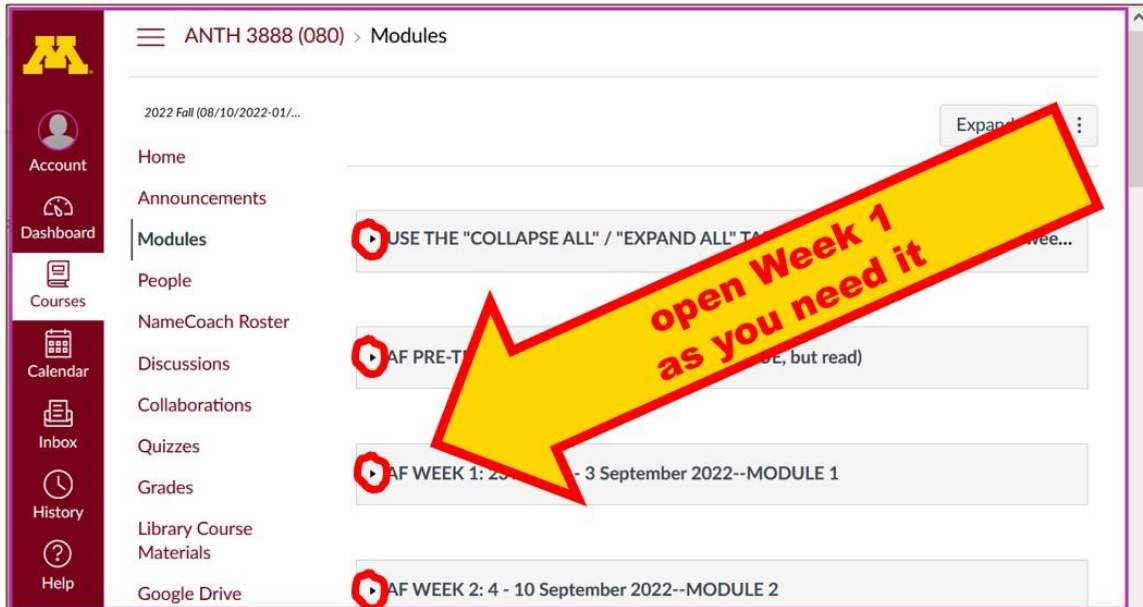 M
ANTH 3888 (080) > Modules
2022 Fall (08/10/2022-01/...
Expand
Account
Home
Announcements
Dashboard
Modules
USE THE "COLLAPSE ALL" / "EXPAND ALL"
...
open Week 1
as you need it
Courses
People
NameCoach Roster
Calendar
Discussions
AF
but read)
Collaborations
Inbox
Quizzes
Grades
AF WEEK 1:
- 3 September 2022--MODULE 1
History
Library Course
Materials
Help
Google Drive
AF WEEK 2: 4 - 10 September 2022--MODULE 2